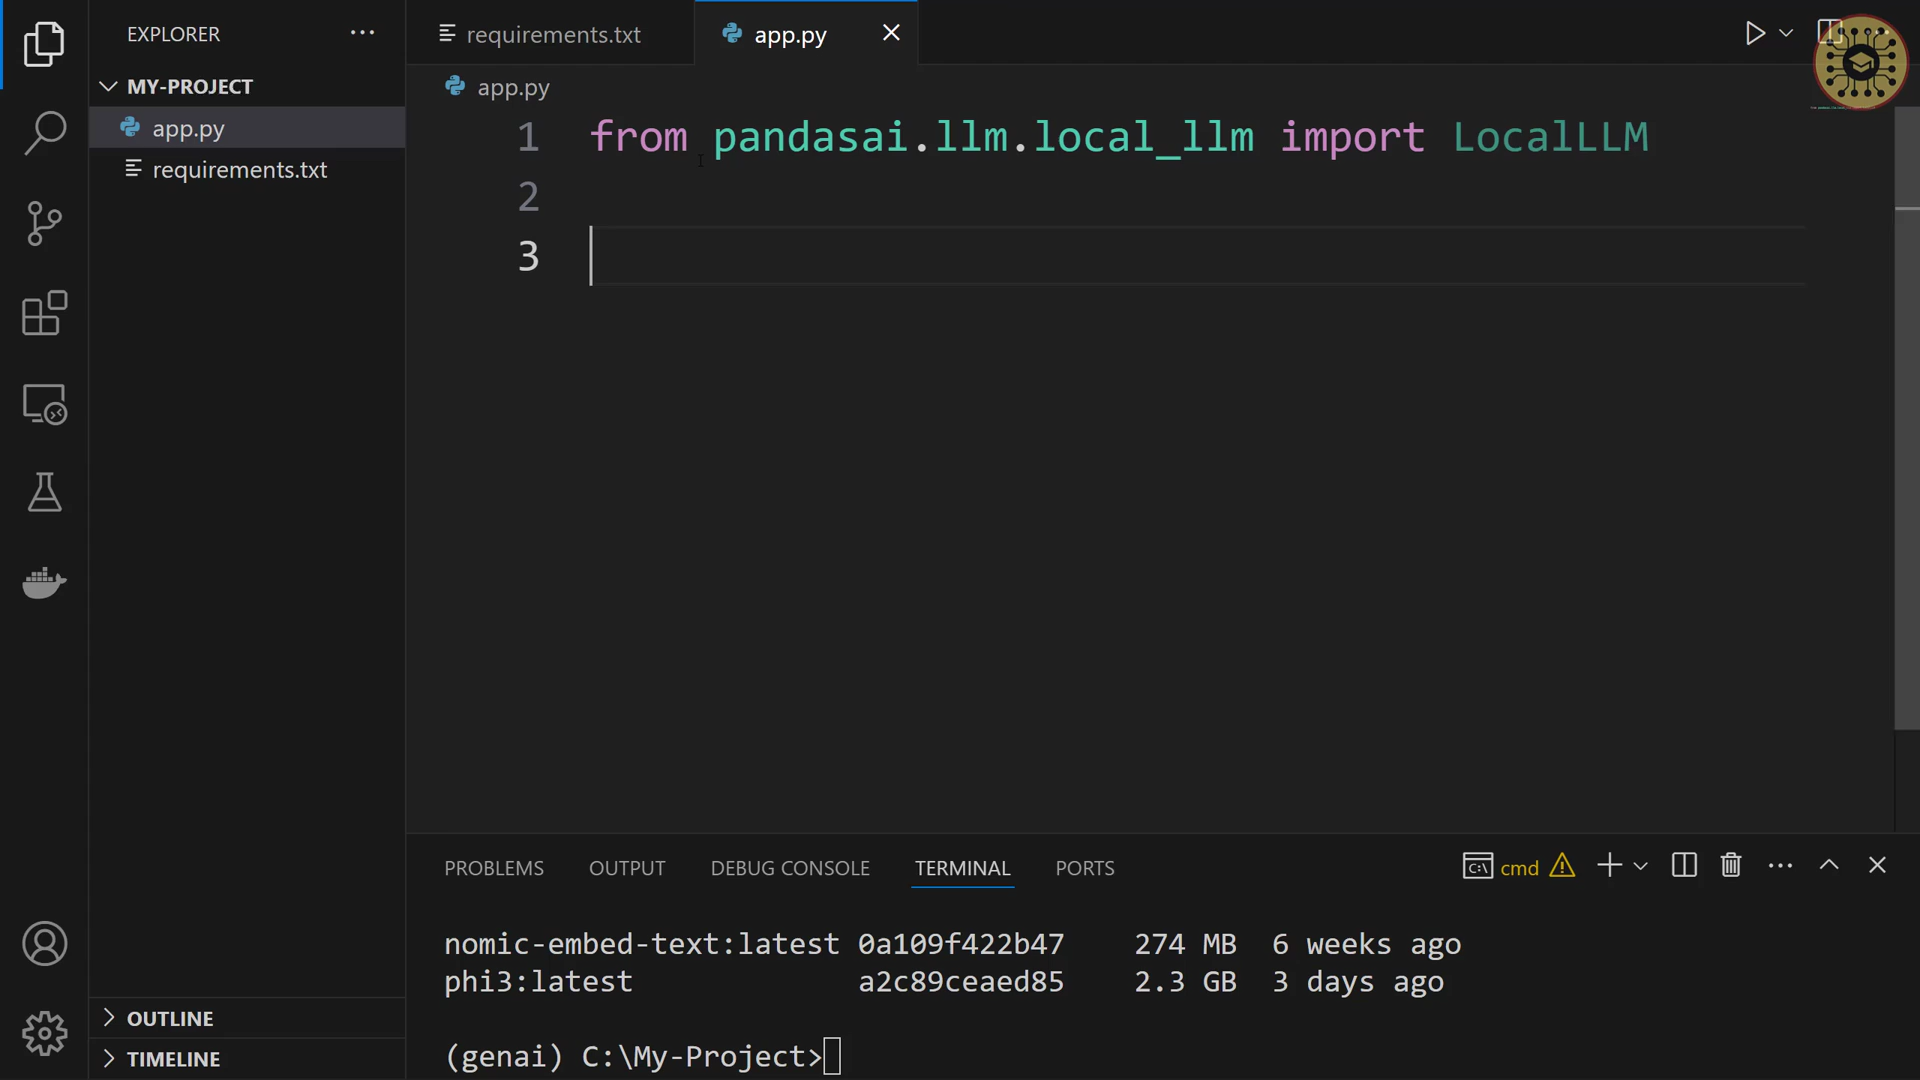 EXPLORER
MY-PROJECT
app.py
requirements.txt
OUTLINE
TIMELINE
requirements.txt
app.py
app.py
1 from pandasai.llm.local_llm import LocalLLM
2
3
PROBLEMS OUTPUT DEBUG CONSOLE TERMINAL PORTS
cmd
nomic-embed-text:latest 0a109f422b47 274 MB 6 weeks ago
phi3:latest a2c89ceaed85 2.3 GB 3 days ago
(genai) C:\My-Project>